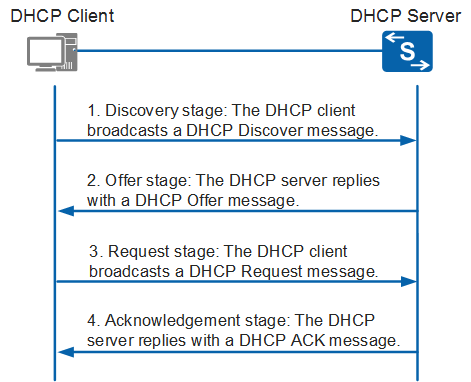 DHCP Client
DHCP Server
S
1. Discovery stage: The DHCP client
broadcasts a DHCP Discover message.
2. Offer stage: The DHCP server replies
with a DHCP Offer message.
3. Request stage: The DHCP client
broadcasts a DHCP Request message.
4. Acknowledgement stage: The DHCP
server replies with a DHCP ACK message.